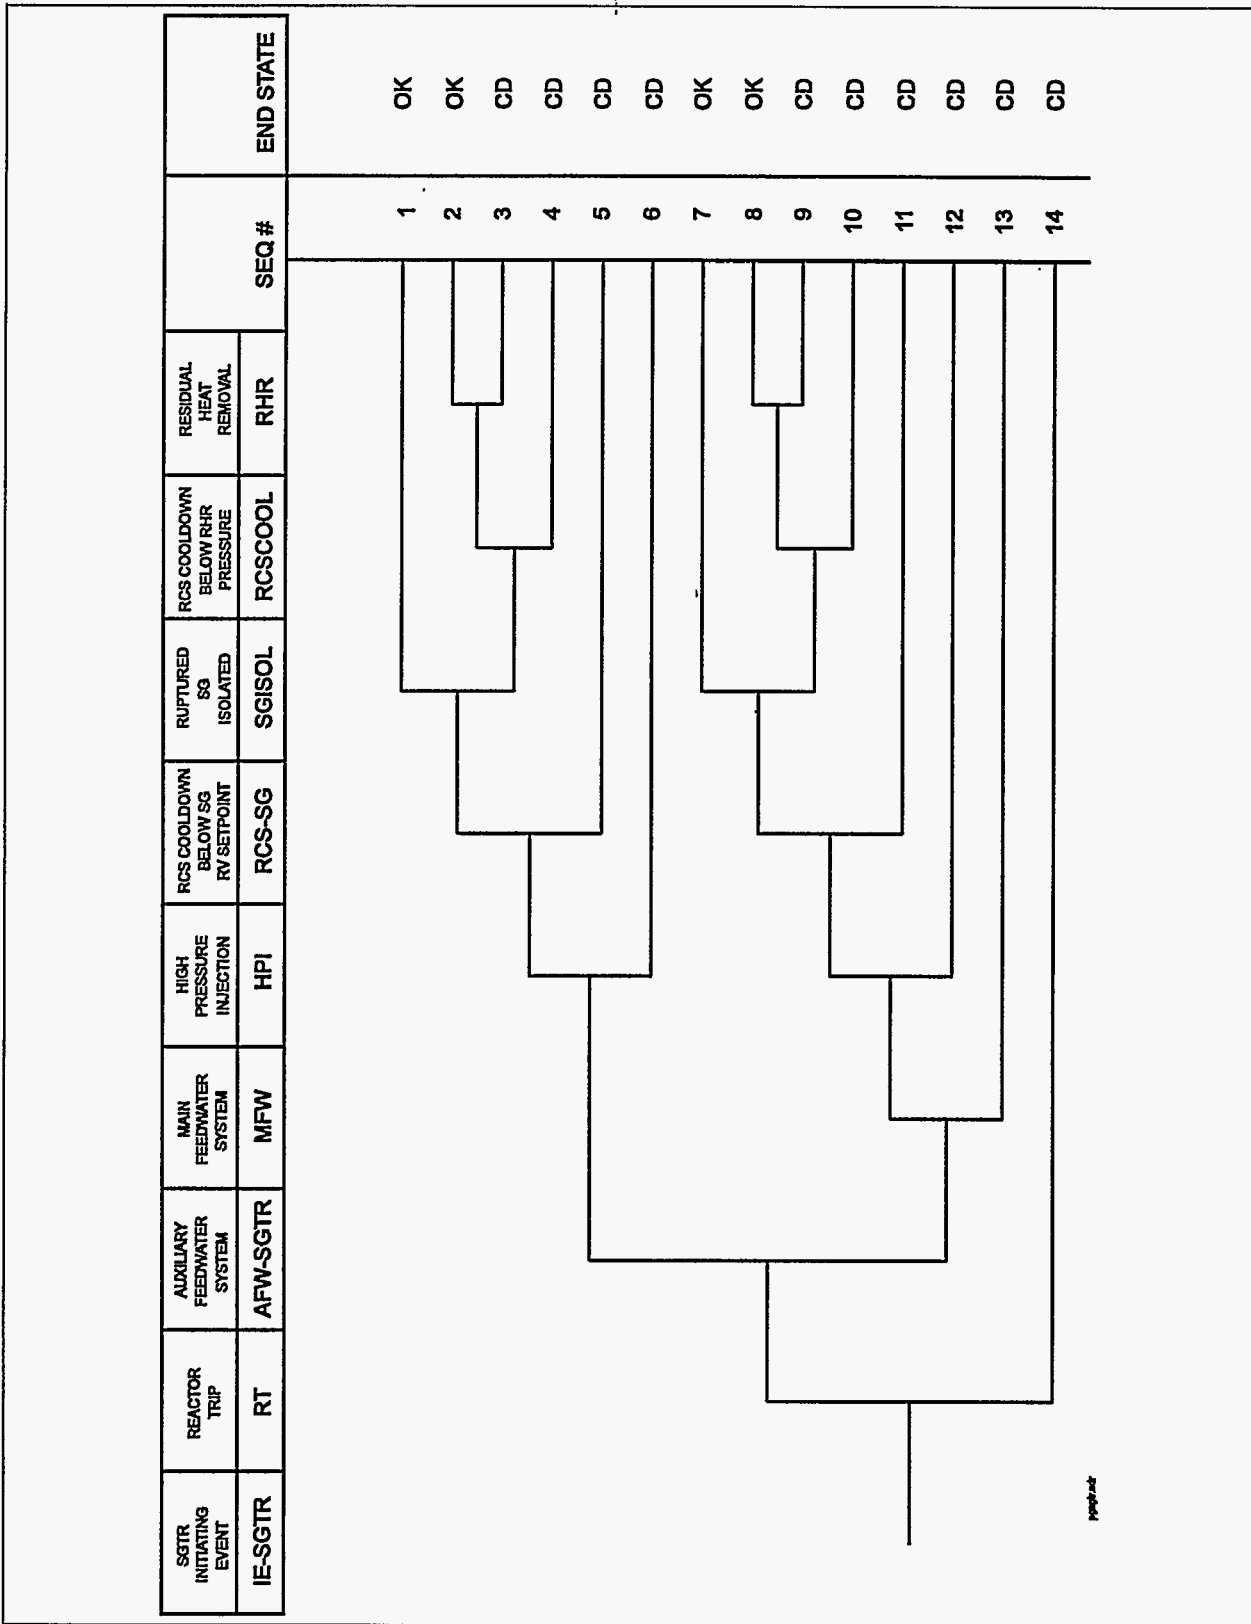 SGTR
INITIATING
EVENT
REACTOR
TRIP
AUXILIARY
FEEDWATER
SYSTEM
MAIN
FEEDWATER
SYSTEM
HIGH
PRESSURE
INJECTION
RCS COOLDOWN
BELOW SG
RV SETPOINT
RUPTURED
SG
ISOLATED
RCS COOLDOWN
BELOW RHR
PRESSURE
RESIDUAL
HEAT
REMOVAL
IE-SGTR
RT
AFW-SGTR
MFW
HPI
RCS-SG
SGISOL
RCSCOOL
RHR
SEQ #
END STATE
1 OK
2 OK
3 CD
4 CD
5 CD
6 CD
7 OK
8 OK
9 CD
10 CD
11 CD
12 CD
13 CD
14 CD